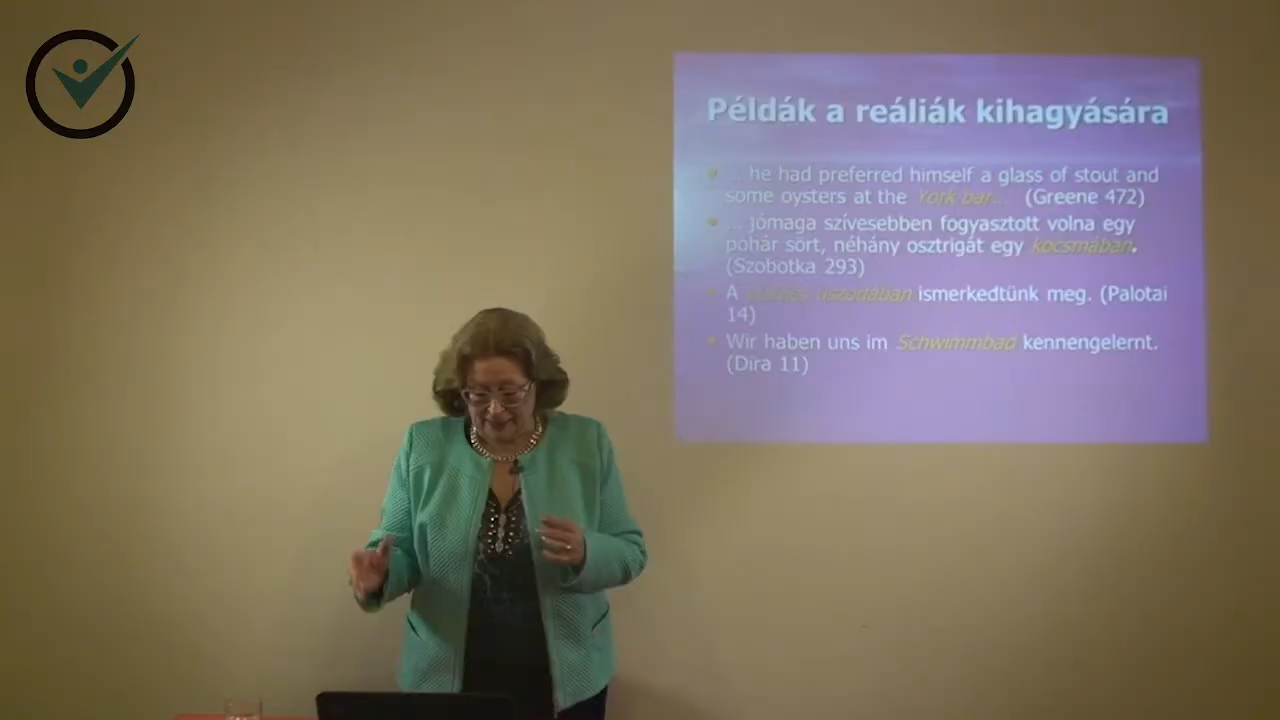 Példák a reáliák kihagyására
... he had preferred himself a glass of stout and
some oysters at the York bar... (Greene 472)
... jómaga szívesebben fogyasztott volna egy
pohár sört, néhány osztrigát egy kocsmában.
(Szobotka 293)
A uszodában ismerkedtünk meg. (Palotai
14)
Wir haben uns im Schwimmbad kennengelernt.
(Dira 11)